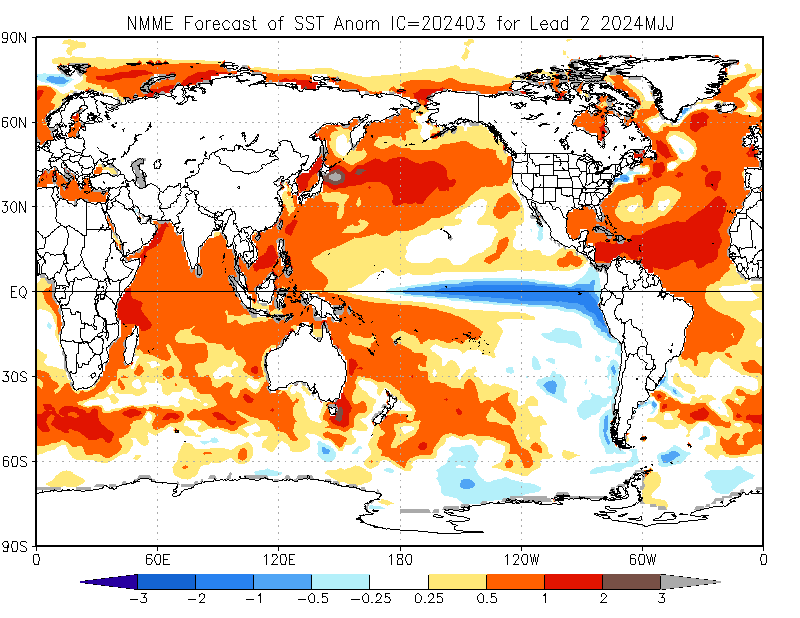 NMME Forecast of SST Anom IC=202403 for Lead 2 2024MJJ
90N
60N
30N
EQ
30S
60S
90S
0 60E 120E 180 120W 60W 0
-3 -2 -1 -0.5 -0.25 0.25 0.5 1 2 3